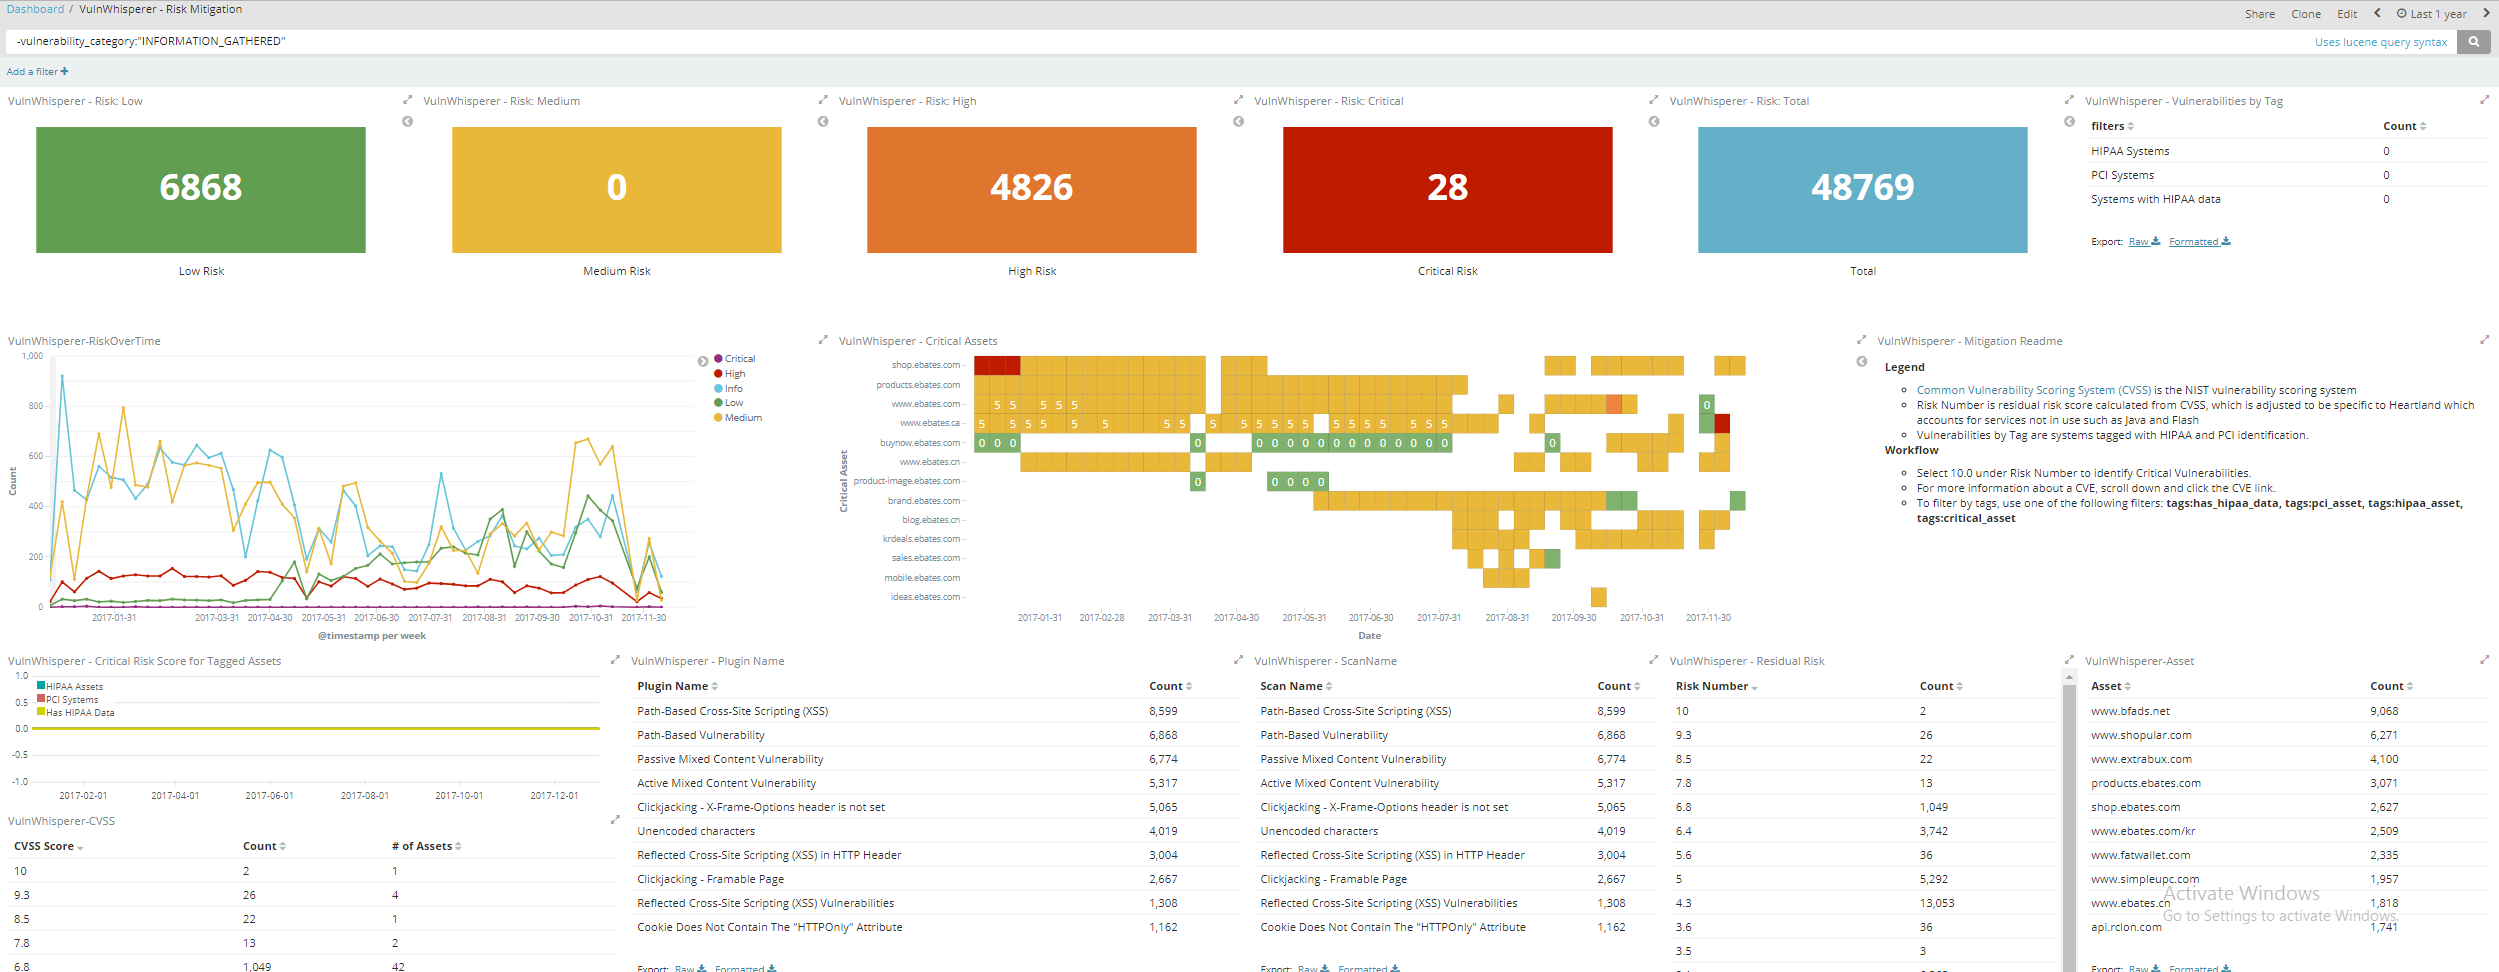 Dashboard / VulnWhisperer - Risk Mitigation
Share Clone Edit Last 1 year
-vulnerability_category:"INFORMATION_GATHERED"
Uses lucene query syntax
Add a filter
VulnWhisperer - Risk: Low
6868
Low Risk
VulnWhisperer - Risk: Medium
0
Medium Risk
VulnWhisperer - Risk: High
4826
High Risk
VulnWhisperer - Risk: Critical
28
Critical Risk
VulnWhisperer - Risk: Total
48769
Total
VulnWhisperer - Vulnerabilities by Tag
filters Count
HIPAA Systems 0
PCI Systems 0
Systems with HIPAA data 0
Export: Raw Formatted
VulnWhisperer-RiskOverTime
1,000
800
600
400
200
0
Count
2017-01-31 2017-03-31 2017-04-30 2017-05-31 2017-06-30 2017-07-31 2017-08-31 2017-09-30 2017-10-31 2017-11-30
@timestamp per week
Critical
High
Info
Low
Medium
VulnWhisperer - Critical Assets
Critical Asset
shop.ebates.com
products.ebates.com
www.ebates.com 5 5 5 5 5 0
www.ebates.ca 5 5 5 5 5 5 5 5 5 5 5 5 5 5 5 5 5 5 5 5 5
buynow.ebates.com 0 0 0 0 0 0 0 0 0 0 0 0 0 0 0 0 0 0
www.ebates.cn
product-image.ebates.com 0 0 0 0 0
brand.ebates.com
blog.ebates.cn
krdeals.ebates.com
sales.ebates.com
mobile.ebates.com
ideas.ebates.com
2017-01-31 2017-02-28 2017-03-31 2017-04-30 2017-05-31 2017-06-30 2017-07-31 2017-08-31 2017-09-30 2017-10-31 2017-11-30
Date
VulnWhisperer - Mitigation Readme
Legend
Common Vulnerability Scoring System (CVSS) is the NIST vulnerability scoring system
Risk Number is residual risk score calculated from CVSS, which is adjusted to be specific to Heartland which
accounts for services not in use such as Java and Flash
Vulnerabilities by Tag are systems tagged with HIPAA and PCI identification.
Workflow
Select 10.0 under Risk Number to identify Critical Vulnerabilities.
For more information about a CVE, scroll down and click the CVE link.
To filter by tags, use one of the following filters: tags:has_hipaa_data, tags:pci_asset, tags:hipaa_asset,
tags:critical_asset
VulnWhisperer - Critical Risk Score for Tagged Assets
1.0
0.5
0.0
-0.5
-1.0
HIPAA Assets
PCI Systems
Has HIPAA Data
2017-02-01 2017-04-01 2017-06-01 2017-08-01 2017-10-01 2017-12-01
VulnWhisperer-CVSS
CVSS Score Count # of Assets
10 2 1
9.3 26 4
8.5 22 1
7.8 13 2
6.8 1,049 42
VulnWhisperer - Plugin Name
Plugin Name Count
Path-Based Cross-Site Scripting (XSS) 8,599
Path-Based Vulnerability 6,868
Passive Mixed Content Vulnerability 6,774
Active Mixed Content Vulnerability 5,317
Clickjacking - X-Frame-Options header is not set 5,065
Unencoded characters 4,019
Reflected Cross-Site Scripting (XSS) in HTTP Header 3,004
Clickjacking - Framable Page 2,667
Reflected Cross-Site Scripting (XSS) Vulnerabilities 1,308
Cookie Does Not Contain The "HTTPOnly" Attribute 1,162
Export: Raw Formatted
VulnWhisperer - ScanName
Scan Name Count
Path-Based Cross-Site Scripting (XSS) 8,599
Path-Based Vulnerability 6,868
Passive Mixed Content Vulnerability 6,774
Active Mixed Content Vulnerability 5,317
Clickjacking - X-Frame-Options header is not set 5,065
Unencoded characters 4,019
Reflected Cross-Site Scripting (XSS) in HTTP Header 3,004
Clickjacking - Framable Page 2,667
Reflected Cross-Site Scripting (XSS) Vulnerabilities 1,308
Cookie Does Not Contain The "HTTPOnly" Attribute 1,162
Export: Raw Formatted
VulnWhisperer - Residual Risk
Risk Number Count
10 2
9.3 26
8.5 22
7.8 13
6.8 1,049
6.4 3,742
5.6 36
5 5,292
4.3 13,053
3.6 36
3.5 3
VulnWhisperer-Asset
Asset Count
www.bfads.net 9,068
www.shopular.com 6,271
www.extrabux.com 4,100
products.ebates.com 3,071
shop.ebates.com 2,627
www.ebates.com/kr 2,509
www.fatwallet.com 2,335
www.simpleupc.com 1,957
www.ebates.cn 1,818
api.rclon.com 1,741
Export: Raw Formatted
Activate Windows
Go to Settings to activate Windows.